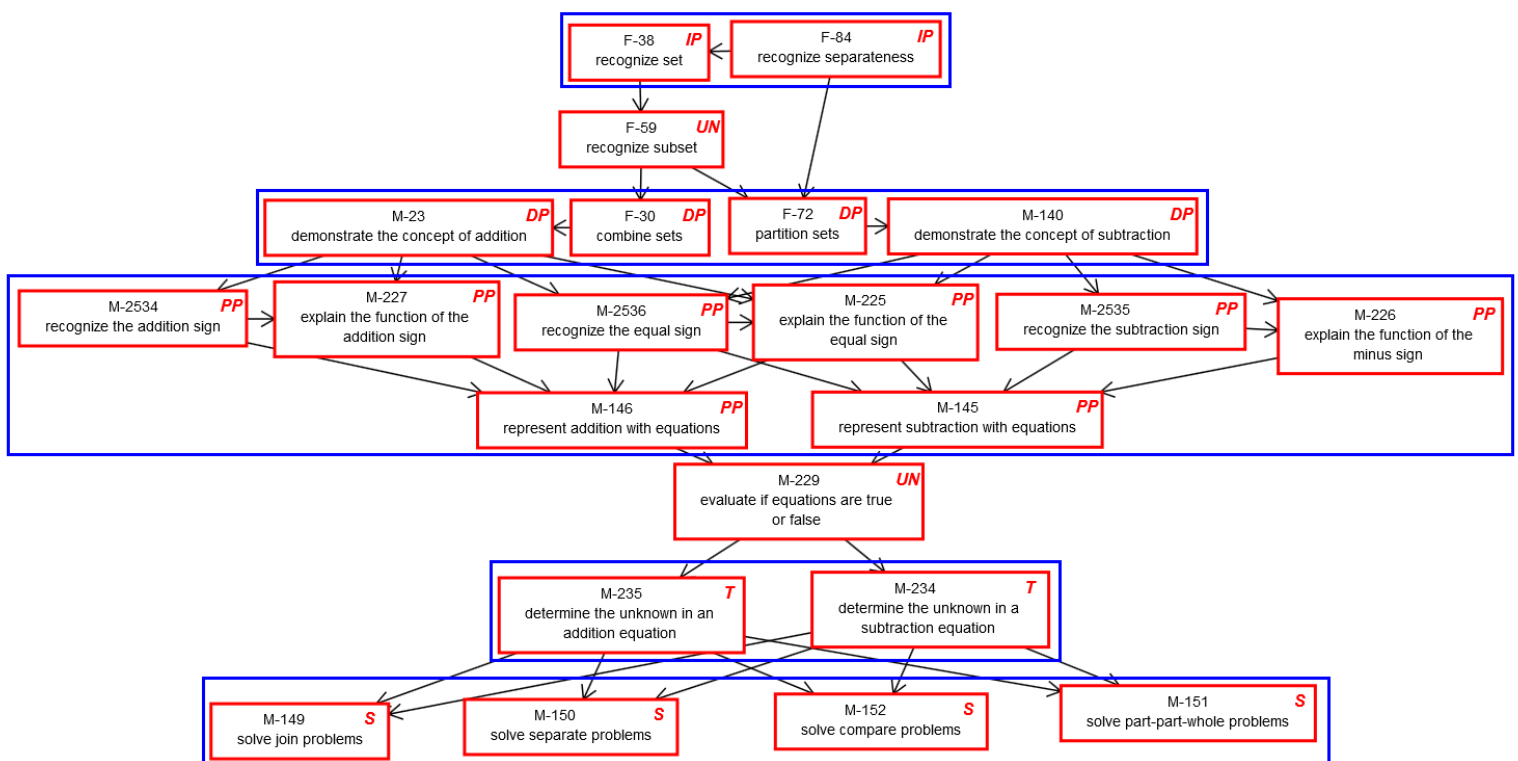 F-38 IP
recognize set
F-84 IP
recognize separateness
F-59 UN
recognize subset
M-23 DP
demonstrate the concept of addition
F-30 DP
combine sets
F-72 DP
partition sets
M-140 DP
demonstrate the concept of subtraction
M-2534 PP
recognize the addition sign
M-227 PP
explain the function of the
addition sign
M-2536 PP
recognize the equal sign
M-225 PP
explain the function of the
equal sign
M-2535 PP
recognize the subtraction sign
M-226 PP
explain the function of the
minus sign
M-146 PP
represent addition with equations
M-145 PP
represent subtraction with equations
M-229 UN
evaluate if equations are true
or false
M-235 T
determine the unknown in an
addition equation
M-234 T
determine the unknown in a
subtraction equation
M-149 S
solve join problems
M-150 S
solve separate problems
M-152 S
solve compare problems
M-151 S
solve part-part-whole problems